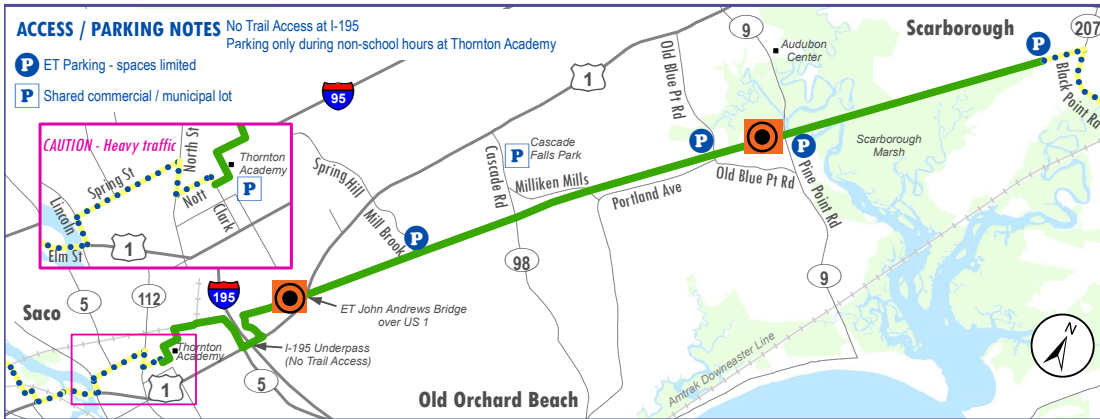 ACCESS / PARKING NOTES
No Trail Access at I-195
Parking only during non-school hours at Thornton Academy
P ET Parking - spaces limited
P Shared commercial / municipal lot
CAUTION - Heavy traffic
North St
Thornton
Academy
P
Spring St
Nott
Clark
Lincoln
Elm St
1
95
1
Spring Hill
Mill Brook
P
Cascade Rd
P
Cascade
Falls Park
Milliken Mills
Portland Ave
Old Blue Pt Rd
P
Old Blue Pt Rd
9
Audubon
Center
P
Pine Point Rd
Scarborough
P
207
Black Point Rd
Scarborough
Marsh
98
9
195
ET John Andrews Bridge
over US 1
I-195 Underpass
(No Trail Access)
Saco
5
112
Thornton
Academy
1
5
Old Orchard Beach
Amtrak Downeaster Line
N